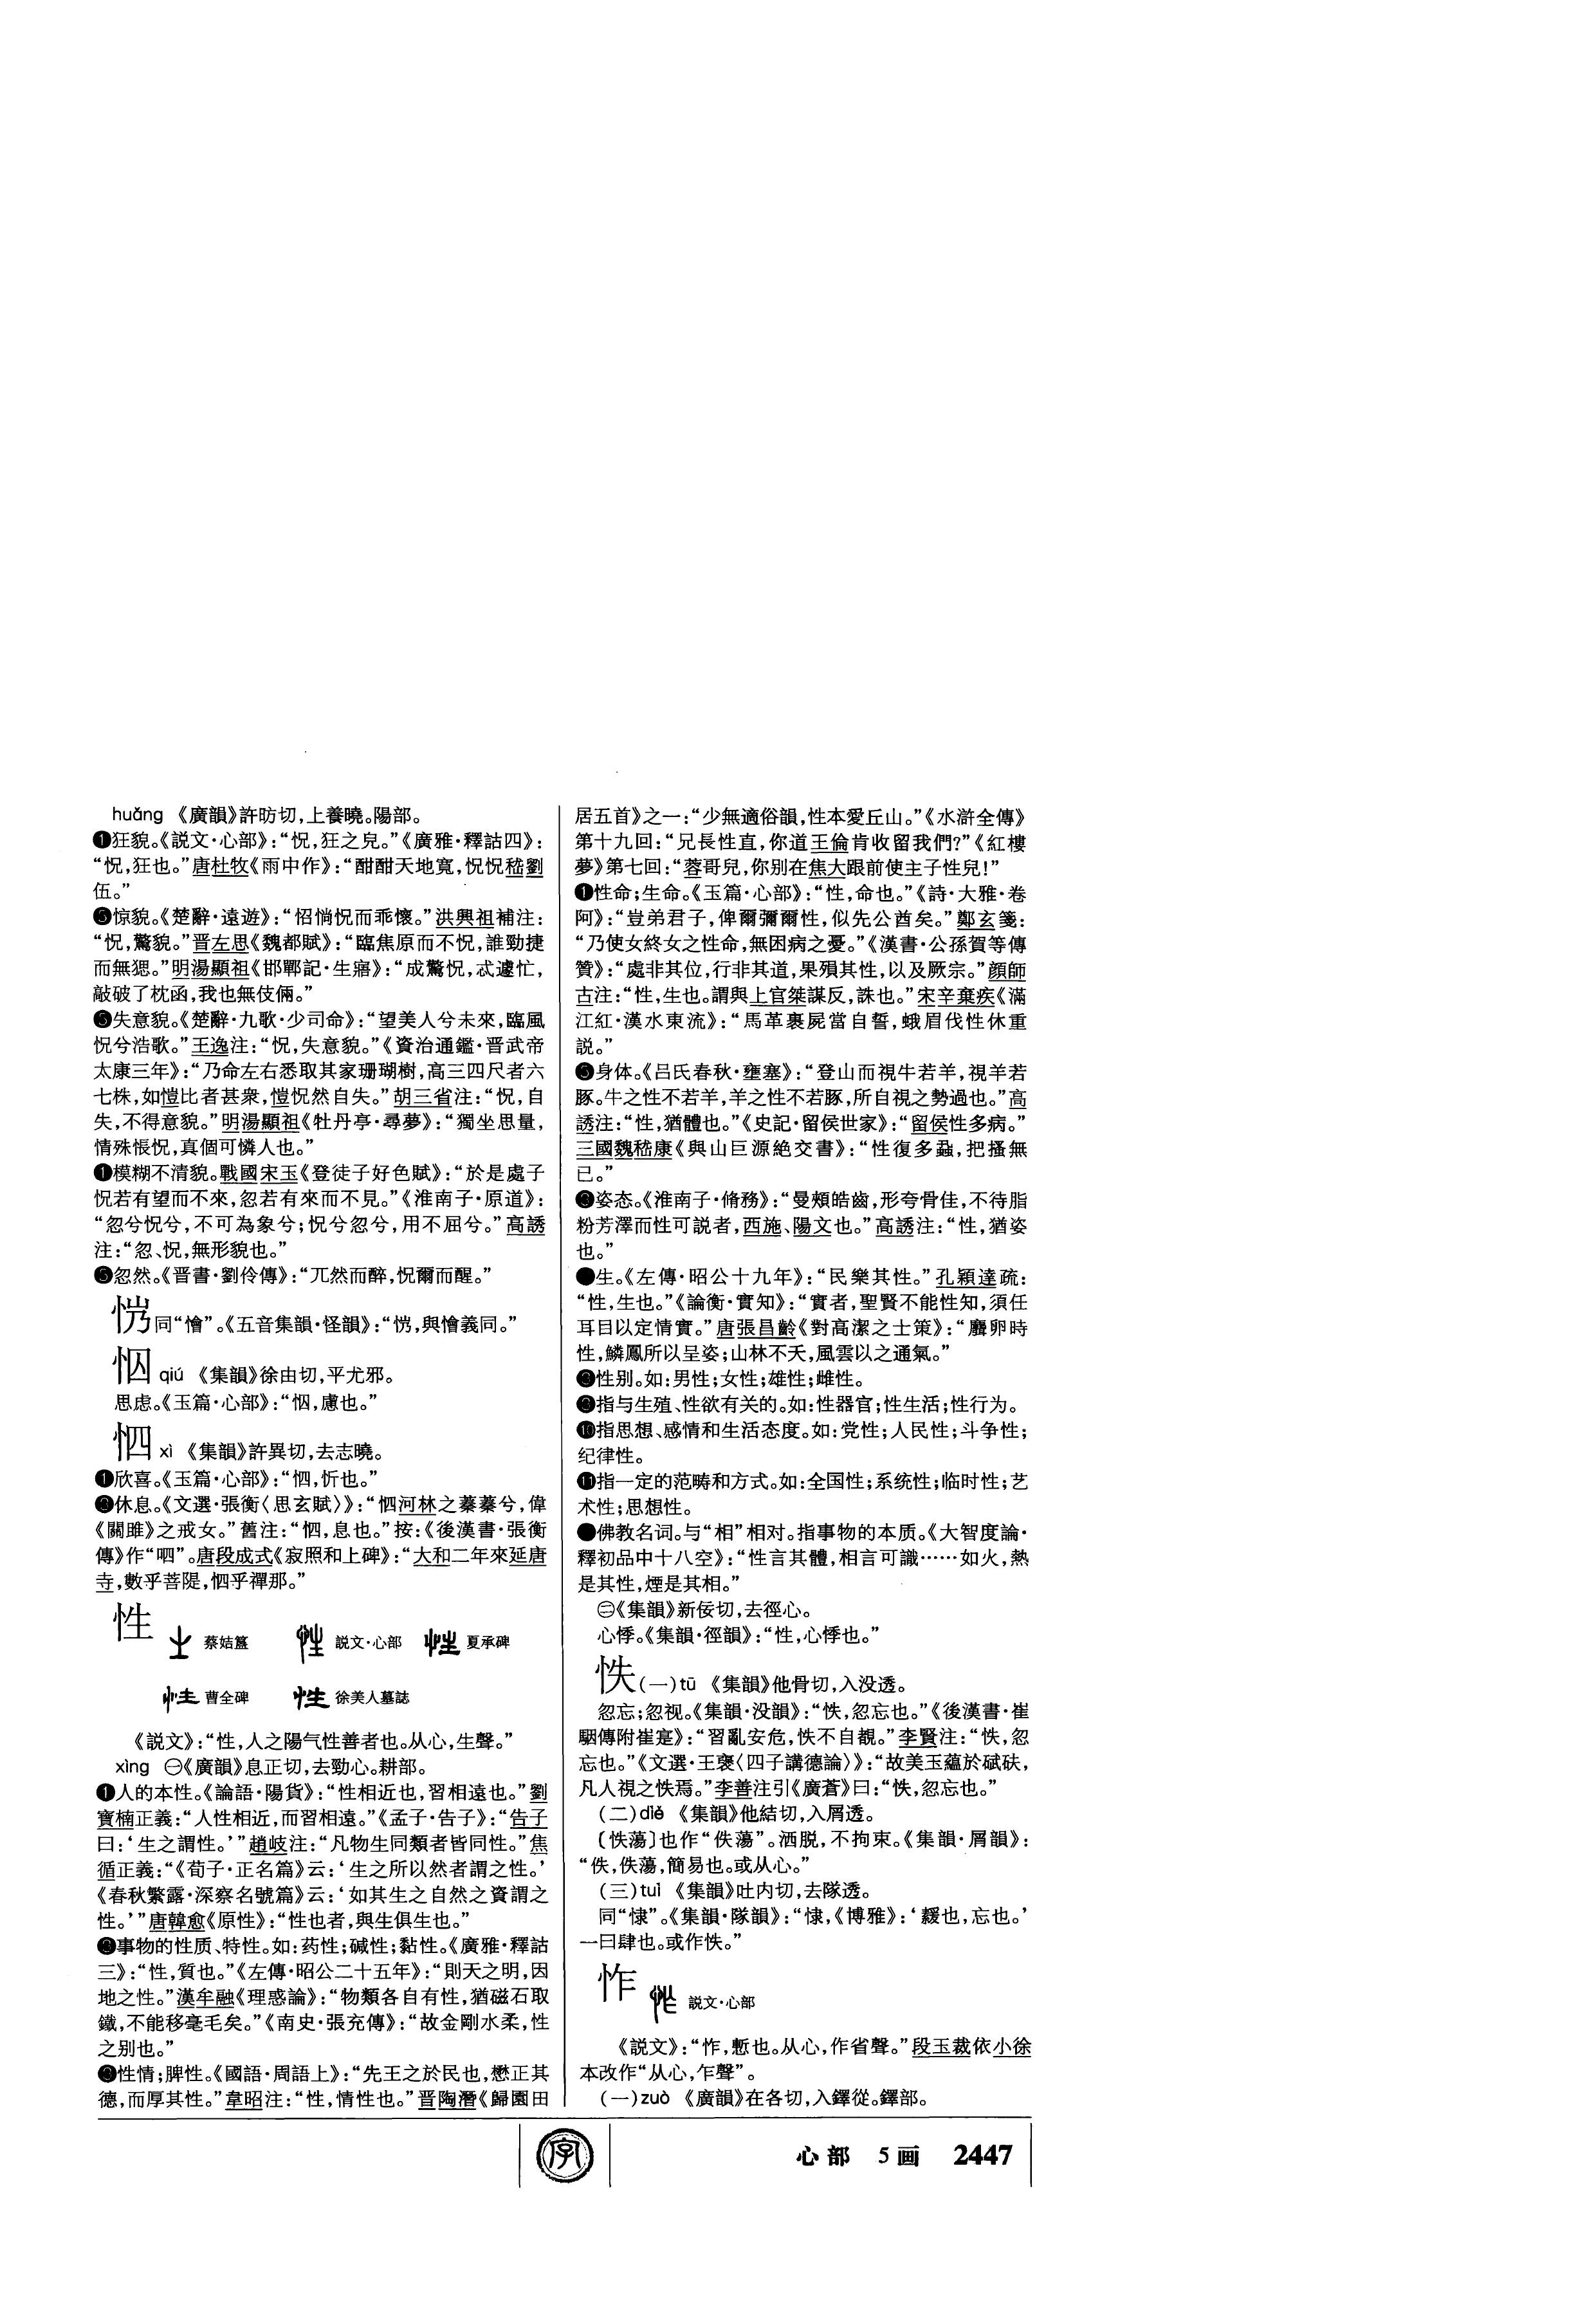 huǎng 《廣韻》許昉切，上養曉。陽部。
❶狂貌。《説文·心部》：“怳，狂之皃。”《廣雅·釋詁四》：
“怳，狂也。”唐杜牧《雨中作》：“酣酣天地寬，怳怳嵇劉
伍。”
❺惊貌。《楚辭·遠遊》：“怊惝怳而乖懷。”洪興祖補注：
“怳，驚貌。”晋左思《魏都賦》：“臨焦原而不怳，誰勁捷
而無猤。”明湯顯祖《邯鄲記·生寤》：“成驚怳，忒遽忙，
敲破了枕函，我也無伎倆。”
❺失意貌。《楚辭·九歌·少司命》：“望美人兮未來，臨風
怳兮浩歌。”王逸注：“怳，失意貌。”《資治通鑑·晋武帝
太康三年》：“乃命左右悉取其家珊瑚樹，高三四尺者六
七株，如愷比者甚衆，愷怳然自失。”胡三省注：“怳，自
失，不得意貌。”明湯顯祖《牡丹亭·尋夢》：“獨坐思量，
情殊悵怳，真個可憐人也。”
❶模糊不清貌。戰國宋玉《登徒子好色賦》：“於是處子
怳若有望而不來，忽若有來而不見。”《淮南子·原道》：
“忽兮怳兮，不可為象兮；怳兮忽兮，用不屈兮。”高誘
注：“忽、怳，無形貌也。”
❺忽然。《晋書·劉伶傳》：“兀然而醉，怳爾而醒。”
同“懀”。《五音集韻·怪韻》：“，與懀義同。”
怞 qiú 《集韻》徐由切，平尤邪。
思虑。《玉篇·心部》：“，慮也。”
怬 xì 《集韻》許異切，去志曉。
❶欣喜。《玉篇·心部》：“怬，忻也。”
❸休息。《文選·張衡〈思玄賦〉》：“怬河林之蓁蓁兮，偉
《關雎》之戒女。”舊注：“怬，息也。”按：《後漢書·張衡
傳》作“呬”。唐段成式《寂照和上碑》：“大和二年來延唐
寺，數乎菩隄，怬乎禪那。”
性 蔡姞簋 説文·心部 夏承碑
曹全碑 徐美人墓誌
《説文》：“性，人之陽气性善者也。从心，生聲。”
xìng ㊀《廣韻》息正切，去勁心。耕部。
❶人的本性。《論語·陽貨》：“性相近也，習相遠也。”劉
寶楠正義：“人性相近，而習相遠。”《孟子·告子》：“告子
曰：‘生之謂性。’”趙岐注：“凡物生同類者皆同性。”焦
循正義：“《荀子·正名篇》云：‘生之所以然者謂之性。’
《春秋繁露·深察名號篇》云：‘如其生之自然之資謂之
性。’”唐韓愈《原性》：“性也者，與生俱生也。”
❸事物的性质、特性。如：药性；碱性；黏性。《廣雅·釋詁
三》：“性，質也。”《左傳·昭公二十五年》：“則天之明，因
地之性。”漢牟融《理惑論》：“物類各自有性，猶磁石取
鐵，不能移毫毛矣。”《南史·張充傳》：“故金剛水柔，性
之别也。”
❸性情；脾性。《國語·周語上》：“先王之於民也，懋正其
德，而厚其性。”韋昭注：“性，情性也。”晋陶潛《歸園田
居五首》之一：“少無適俗韻，性本愛丘山。”《水滸全傳》
第十九回：“兄長性直，你道王倫肯收留我們？”《紅樓
夢》第七回：“蓉哥兒，你别在焦大跟前使主子性兒！”
❶性命；生命。《玉篇·心部》：“性，命也。”《詩·大雅·卷
阿》：“豈弟君子，俾爾彌爾性，似先公酋矣。”鄭玄箋：
“乃使女終女之性命，無困病之憂。”《漢書·公孫賀等傳
贊》：“處非其位，行非其道，果殞其性，以及厥宗。”顔師
古注：“性，生也。謂與上官桀謀反，誅也。”宋辛棄疾《滿
江紅·漢水東流》：“馬革裹屍當自誓，蛾眉伐性休重
説。”
❺身体。《吕氏春秋·壅塞》：“登山而視牛若羊，視羊若
豚。牛之性不若羊，羊之性不若豚，所自視之勢過也。”高
誘注：“性，猶體也。”《史記·留侯世家》：“留侯性多病。”
三國魏嵇康《與山巨源絶交書》：“性復多蝨，把搔無
已。”
❸姿态。《淮南子·脩務》：“曼頰皓齒，形夸骨佳，不待脂
粉芳澤而性可説者，西施、陽文也。”高誘注：“性，猶姿
也。”
●生。《左傳·昭公十九年》：“民樂其性。”孔穎達疏：
“性，生也。”《論衡·實知》：“實者，聖賢不能性知，須任
耳目以定情實。”唐張昌齡《對高潔之士策》：“麛卵時
性，鱗鳳所以呈姿；山林不夭，風雲以之通氣。”
❸性别。如：男性；女性；雄性；雌性。
❸指与生殖、性欲有关的。如：性器官；性生活；性行为。
❿指思想、感情和生活态度。如：党性；人民性；斗争性；
纪律性。
⓫指一定的范畴和方式。如：全国性；系统性；临时性；艺
术性；思想性。
●佛教名词。与“相”相对。指事物的本质。《大智度論·
釋初品中十八空》：“性言其體，相言可識……如火，熱
是其性，煙是其相。”
㊁《集韻》新佞切，去徑心。
心悸。《集韻·徑韻》：“性，心悸也。”
怢(一)tū 《集韻》他骨切，入没透。
忽忘；忽视。《集韻·没韻》：“怢，忽忘也。”《後漢書·崔
駰傳附崔寔》：“習亂安危，怢不自覩。”李賢注：“怢，忽
忘也。”《文選·王褒〈四子講德論〉》：“故美玉藴於碔砆，
凡人視之怢焉。”李善注引《廣蒼》曰：“怢，忽忘也。”
(二)diě 《集韻》他結切，入屑透。
〔怢蕩〕也作“佚蕩”。洒脱，不拘束。《集韻·屑韻》：
“佚，佚蕩，簡易也。或从心。”
(三)tuì 《集韻》吐内切，去隊透。
同“㥆”。《集韻·隊韻》：“㥆，《博雅》：‘緩也，忘也。’
一曰肆也。或作怢。”
怍 説文·心部
《説文》：“怍，慙也。从心，作省聲。”段玉裁依小徐
本改作“从心，乍聲”。
(一)zuò 《廣韻》在各切，入鐸從。鐸部。
字
心部 5画 2447